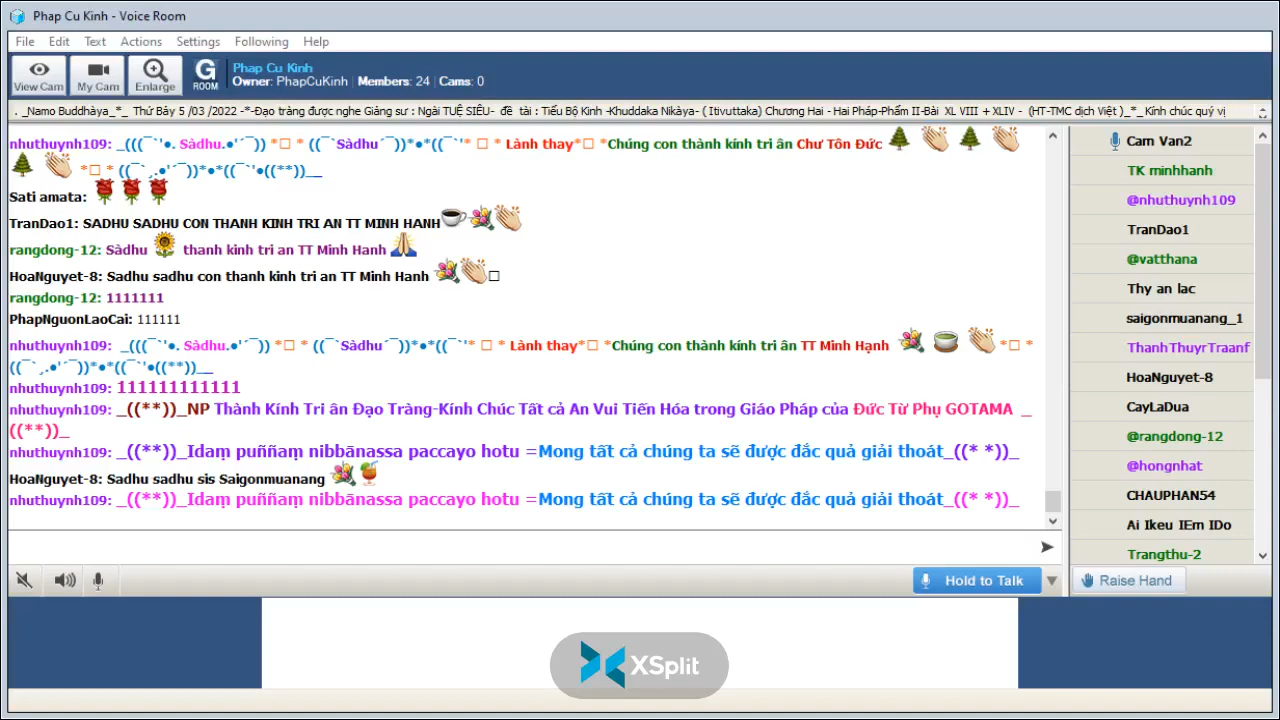 Phap Cu Kinh - Voice Room
File Edit Text Actions Settings Following Help
View Cam My Cam Enlarge G ROOM Phap Cu Kinh
Owner: PhapCuKinh | Members: 24 | Cams: 0
. _Namo Buddhàya_*_ Thứ Bảy 5 /03 /2022 -*-Đạo tràng được nghe Giảng sư : Ngài TUỆ SIÊU- đề tài : Tiểu Bộ Kinh -Khuddaka Nikàya- ( Itivuttaka) Chương Hai - Hai Pháp-Phẩm II-Bài XL VIII + XLIV - (HT-TMC dịch Việt )_*_ Kính chúc quý vị
nhuthuynh109: _(((¯`'•. Sàdhu.•'´¯)) *□ * ((¯`Sàdhu´¯))*•*((¯`'* □ * Lành thay*□ *Chúng con thành kính tri ân Chư Tôn Đức
*□ * ((¯`¸.•'´¯))*•*((¯`'•((**))__
Sati amata:
TranDao1: SADHU SADHU CON THANH KINH TRI AN TT MINH HANH
rangdong-12: Sàdhu thanh kinh tri an TT Minh Hanh
HoaNguyet-8: Sadhu sadhu con thanh kinh tri an TT Minh Hanh □
rangdong-12: 1111111
PhapNguonLaoCai: 111111
nhuthuynh109: _(((¯`'•. Sàdhu.•'´¯)) *□ * ((¯`Sàdhu´¯))*•*((¯`'* □ * Lành thay*□ *Chúng con thành kính tri ân TT Minh Hạnh *□ *
((¯`¸.•'´¯))*•*((¯`'•((**))__
nhuthuynh109: 111111111111
nhuthuynh109: _((**))_NP Thành Kính Tri ân Đạo Tràng-Kính Chúc Tất cả An Vui Tiến Hóa trong Giáo Pháp của Đức Từ Phụ GOTAMA _
((**))_
nhuthuynh109: _((**))_Idaṃ puññaṃ nibbānassa paccayo hotu =Mong tất cả chúng ta sẽ được đắc quả giải thoát_((* *))_
HoaNguyet-8: Sadhu sadhu sis Saigonmuanang
nhuthuynh109: _((**))_Idaṃ puññaṃ nibbānassa paccayo hotu =Mong tất cả chúng ta sẽ được đắc quả giải thoát_((* *))_
Cam Van2
TK minhhanh
@nhuthuynh109
TranDao1
@vatthana
Thy an lac
saigonmuanang_1
ThanhThuyrTraanf
HoaNguyet-8
CayLaDua
@rangdong-12
@hongnhat
CHAUPHAN54
Ai Ikeu IEm IDo
Trangthu-2
Hold to Talk Raise Hand
XSplit